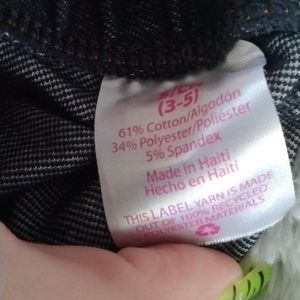 (3-5)
61% Cotton/Algodón
34% Polyester/Poliéster
5% Spandex
Made in Haiti
Hecho en Haití
THIS LABEL YARN IS MADE
OUT OF 100% RECYCLED
POLYESTER MATERIALS